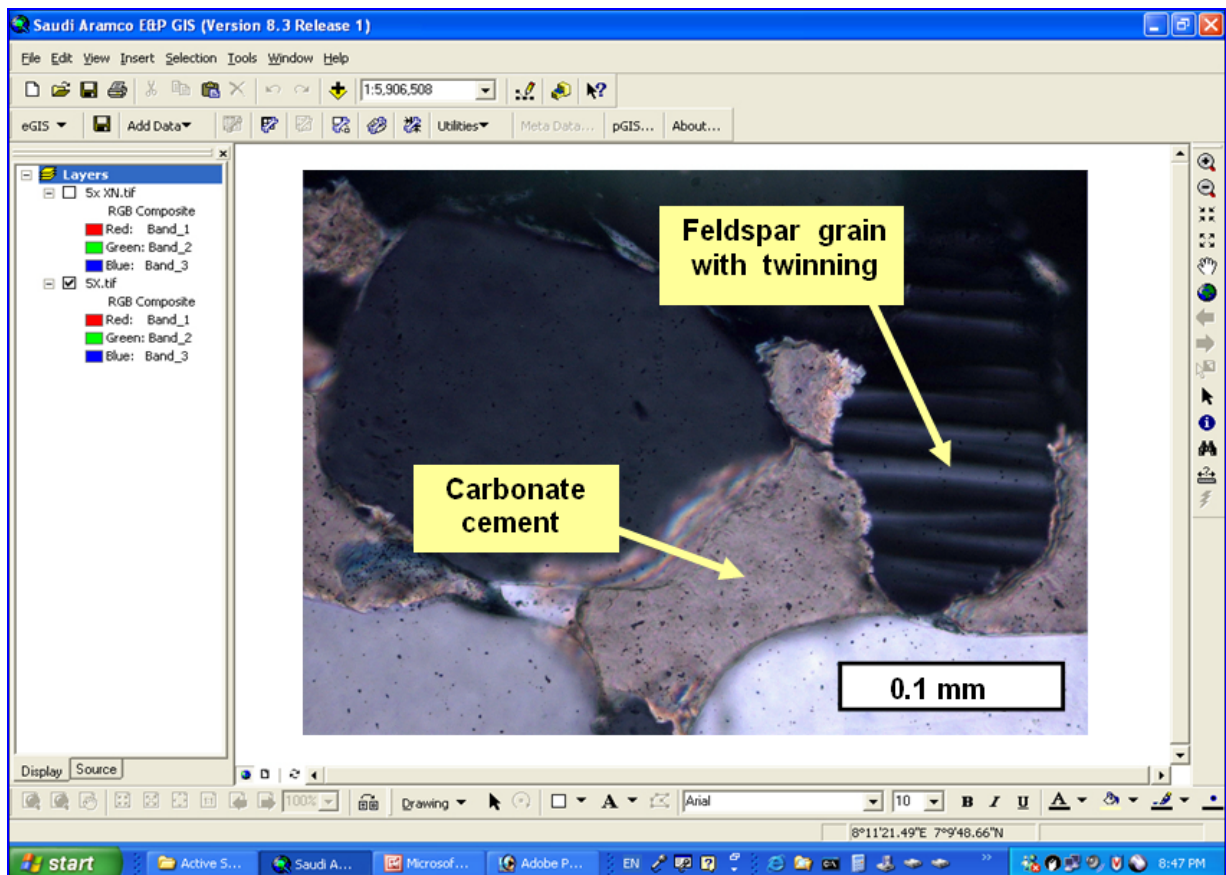 Saudi Aramco E&P GIS (Version 8.3 Release 1)
File Edit View Insert Selection Tools Window Help
1:5,906,508
eGIS Add Data Utilities Meta Data... pGIS... About...
Layers
5x XN.tif
RGB Composite
Red: Band_1
Green: Band_2
Blue: Band_3
5X.tif
RGB Composite
Red: Band_1
Green: Band_2
Blue: Band_3
Feldspar grain
with twinning
Carbonate
cement
0.1 mm
Display Source
100% Drawing A Arial 10 B I U A
8°11'21.49"E 7°9'48.66"N
start Active S... Saudi A... Microsof... Adobe P... EN 8:47 PM